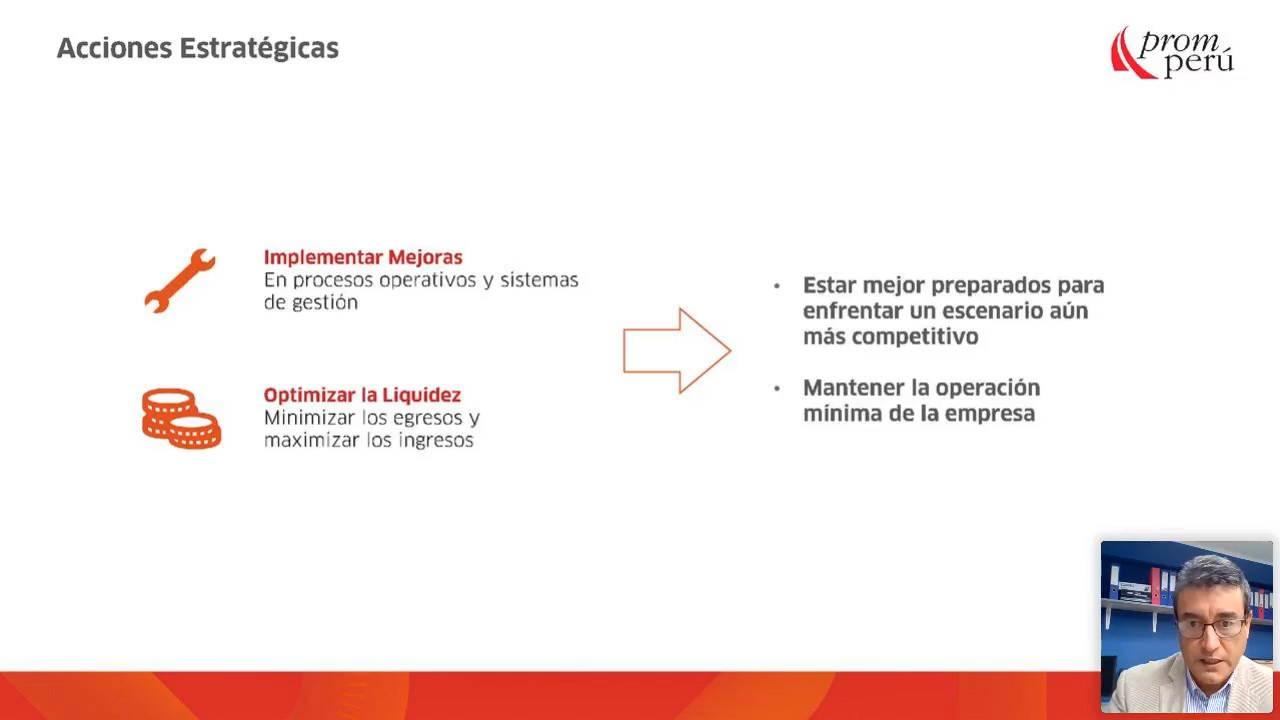 Acciones Estratégicas
prom
perú
Implementar Mejoras
En procesos operativos y sistemas
de gestión
Optimizar la Liquidez
Minimizar los egresos y
maximizar los ingresos
• Estar mejor preparados para
enfrentar un escenario aún
más competitivo
• Mantener la operación
mínima de la empresa